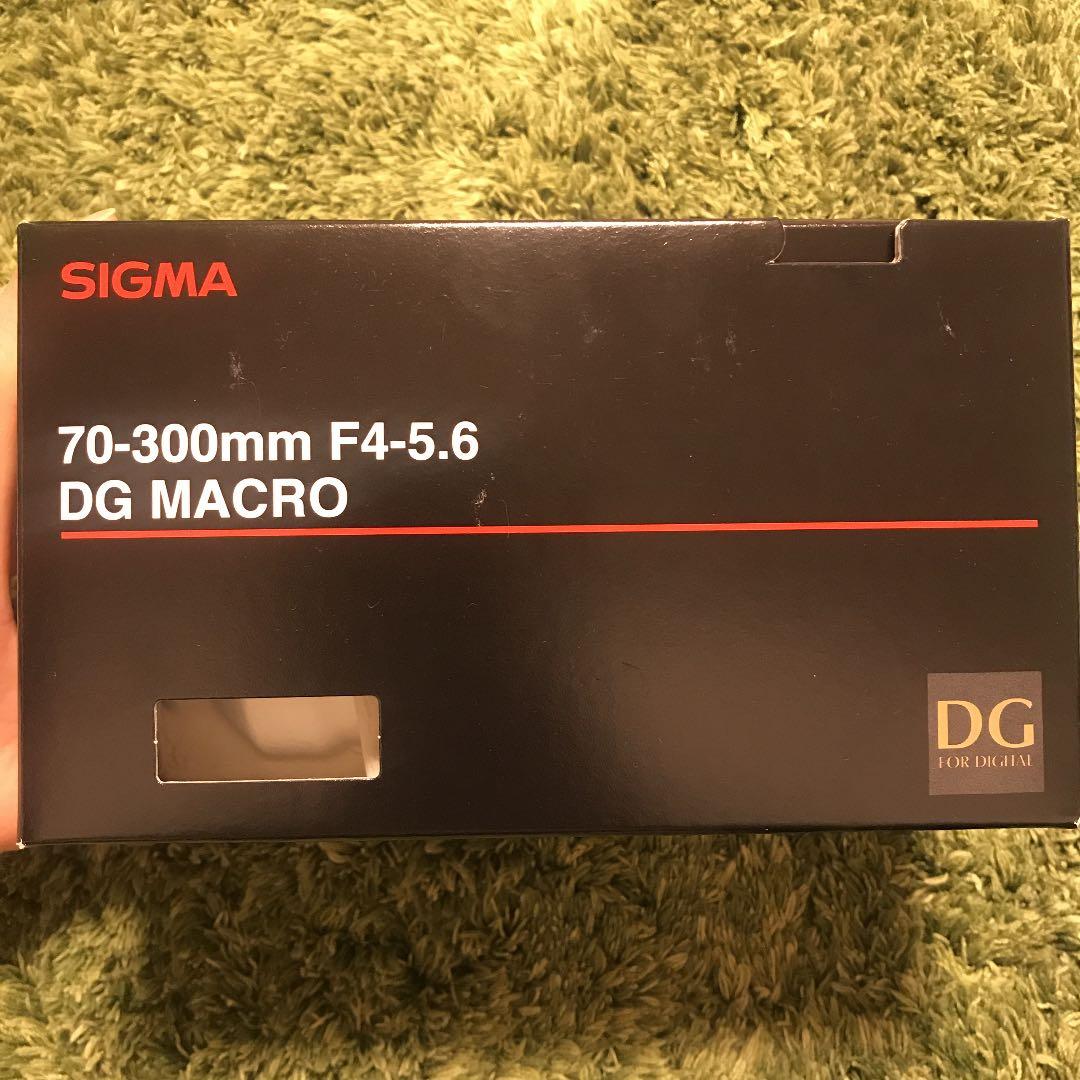 SIGMA
70-300mm F4-5.6
DG MACRO
DG
FOR DIGITAL